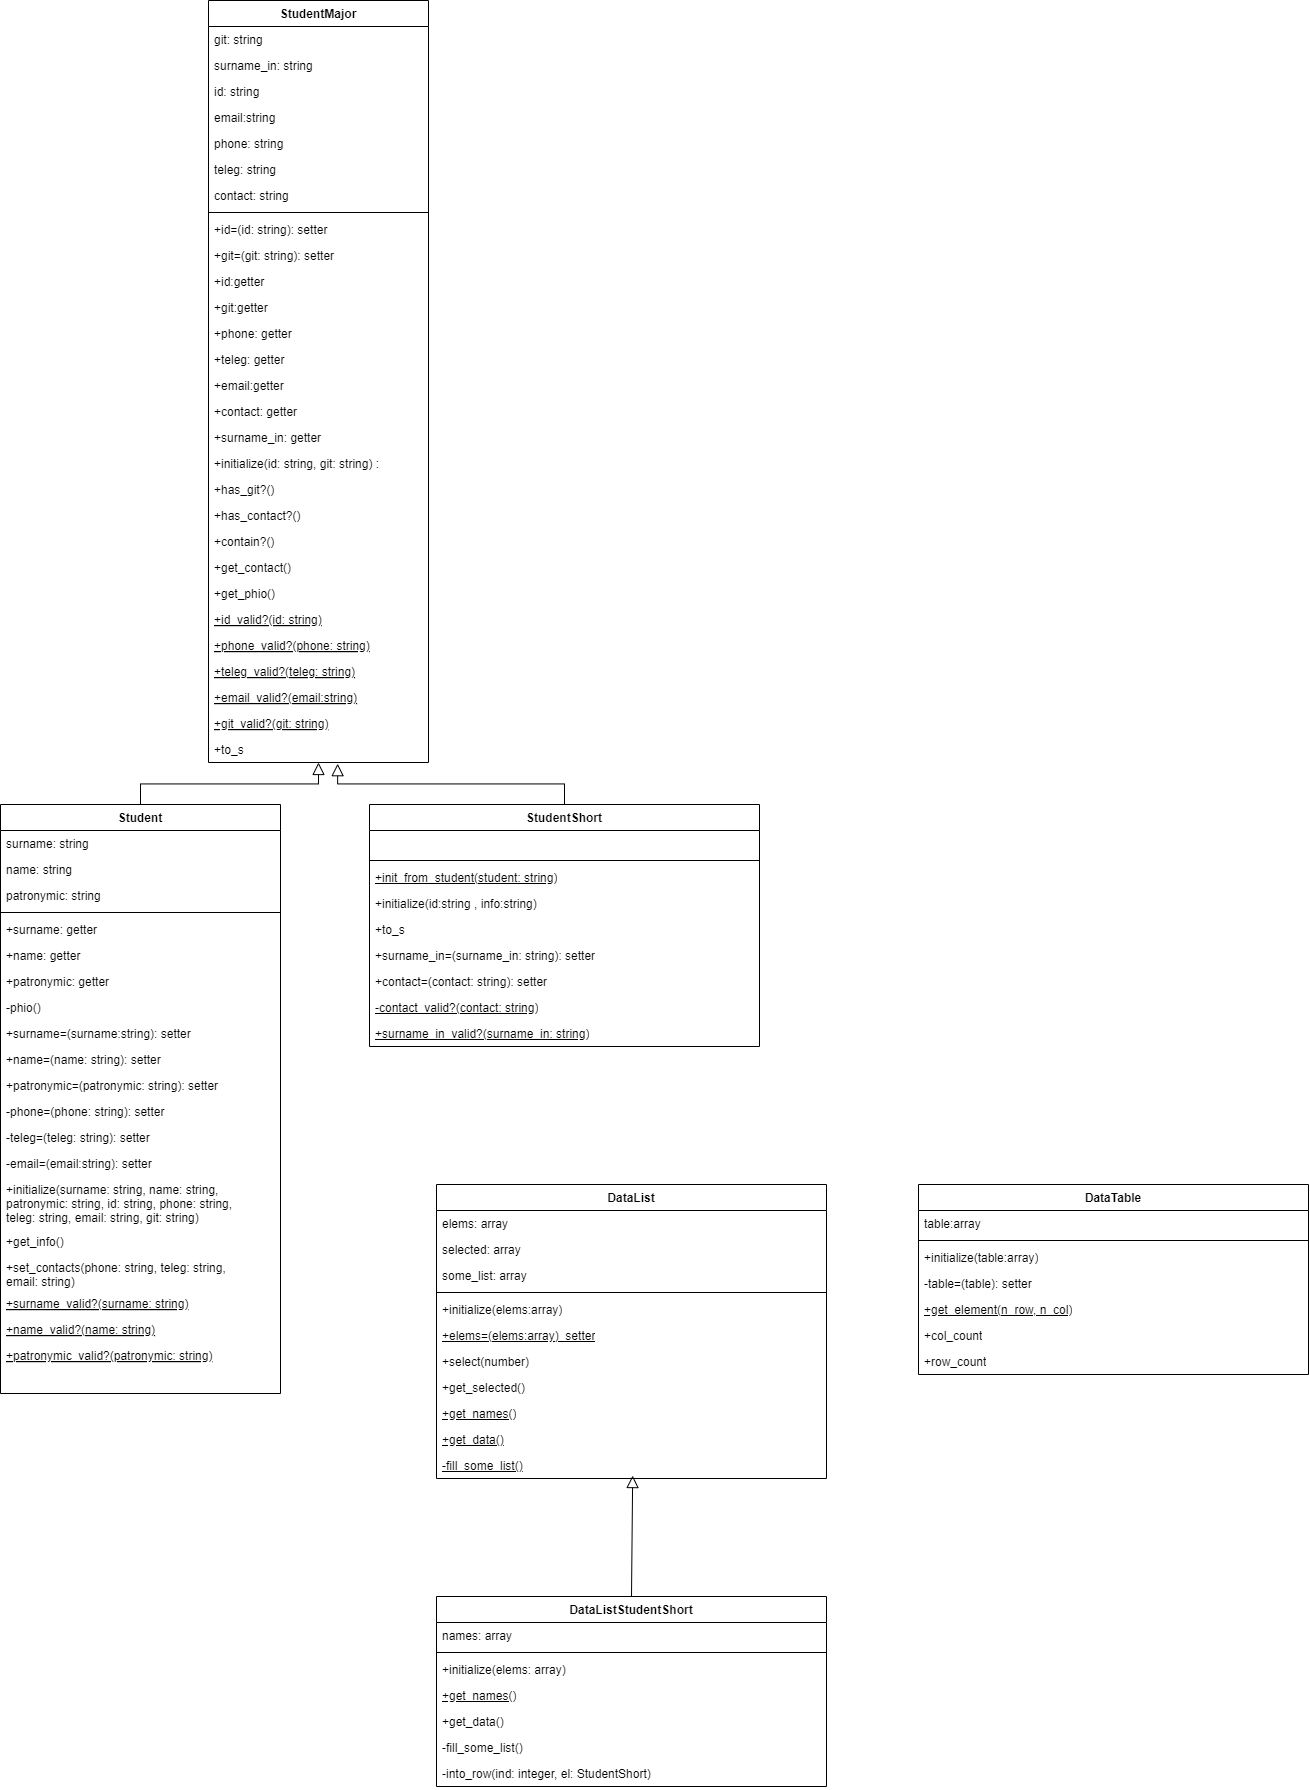 StudentMajor
git: string
surname_in: string
id: string
email:string
phone: string
teleg: string
contact: string
+id=(id: string): setter
+git=(git: string): setter
+id:getter
+git:getter
+phone: getter
+teleg: getter
+email:getter
+contact: getter
+surname_in: getter
+initialize(id: string, git: string) :
+has_git?()
+has_contact?()
+contain?()
+get_contact()
+get_phio()
+id_valid?(id: string)
+phone_valid?(phone: string)
+teleg_valid?(teleg: string)
+email_valid?(email:string)
+git_valid?(git: string)
+to_s
Student
surname: string
name: string
patronymic: string
+surname: getter
+name: getter
+patronymic: getter
-phio()
+surname=(surname:string): setter
+name=(name: string): setter
+patronymic=(patronymic: string): setter
-phone=(phone: string): setter
-teleg=(teleg: string): setter
-email=(email:string): setter
+initialize(surname: string, name: string,
patronymic: string, id: string, phone: string,
teleg: string, email: string, git: string)
+get_info()
+set_contacts(phone: string, teleg: string,
email: string)
+surname_valid?(surname: string)
+name_valid?(name: string)
+patronymic_valid?(patronymic: string)
StudentShort
+init_from_student(student: string)
+initialize(id:string , info:string)
+to_s
+surname_in=(surname_in: string): setter
+contact=(contact: string): setter
-contact_valid?(contact: string)
+surname_in_valid?(surname_in: string)
DataList
elems: array
selected: array
some_list: array
+initialize(elems:array)
+elems=(elems:array)_setter
+select(number)
+get_selected()
+get_names()
+get_data()
-fill_some_list()
DataTable
table:array
+initialize(table:array)
-table=(table): setter
+get_element(n_row, n_col)
+col_count
+row_count
DataListStudentShort
names: array
+initialize(elems: array)
+get_names()
+get_data()
-fill_some_list()
-into_row(ind: integer, el: StudentShort)